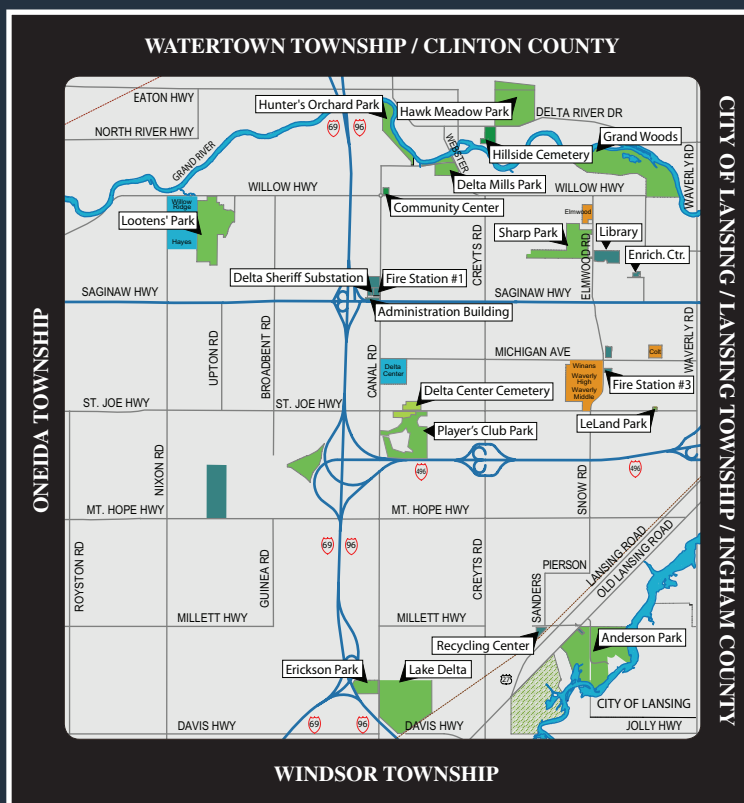 WATERTOWN TOWNSHIP / CLINTON COUNTY
EATON HWY
Hunter's Orchard Park
Hawk Meadow Park
DELTA RIVER DR
NORTH RIVER HWY
69
96
GRAND RIVER
WEBSTER
Grand Woods
Hillside Cemetery
WAVERLY RD
Delta Mills Park
WILLOW HWY
WILLOW HWY
Willow
Ridge
Community Center
Elmwood
Lootens' Park
Hayes
Sharp Park
Library
CREYTS RD
ELMWOOD RD
Enrich. Ctr.
Delta Sheriff Substation
Fire Station #1
SAGINAW HWY
SAGINAW HWY
Administration Building
UPTON RD
BROADBENT RD
CANAL RD
WAVERLY RD
MICHIGAN AVE
Colt
Delta
Center
Winans
Waverly
High
Waverly
Middle
Fire Station #3
Delta Center Cemetery
ST. JOE HWY
ST. JOE HWY
LeLand Park
Player's Club Park
NIXON RD
496
496
SNOW RD
MT. HOPE HWY
MT. HOPE HWY
69
96
LANSING ROAD
OLD LANSING ROAD
ROYSTON RD
GUINEA RD
CREYTS RD
PIERSON
SANDERS
MILLETT HWY
MILLETT HWY
Recycling Center
Anderson Park
Erickson Park
Lake Delta
CITY OF LANSING
69
96
DAVIS HWY
DAVIS HWY
JOLLY HWY
ONEIDA TOWNSHIP
CITY OF LANSING / LANSING TOWNSHIP / INGHAM COUNTY
WINDSOR TOWNSHIP